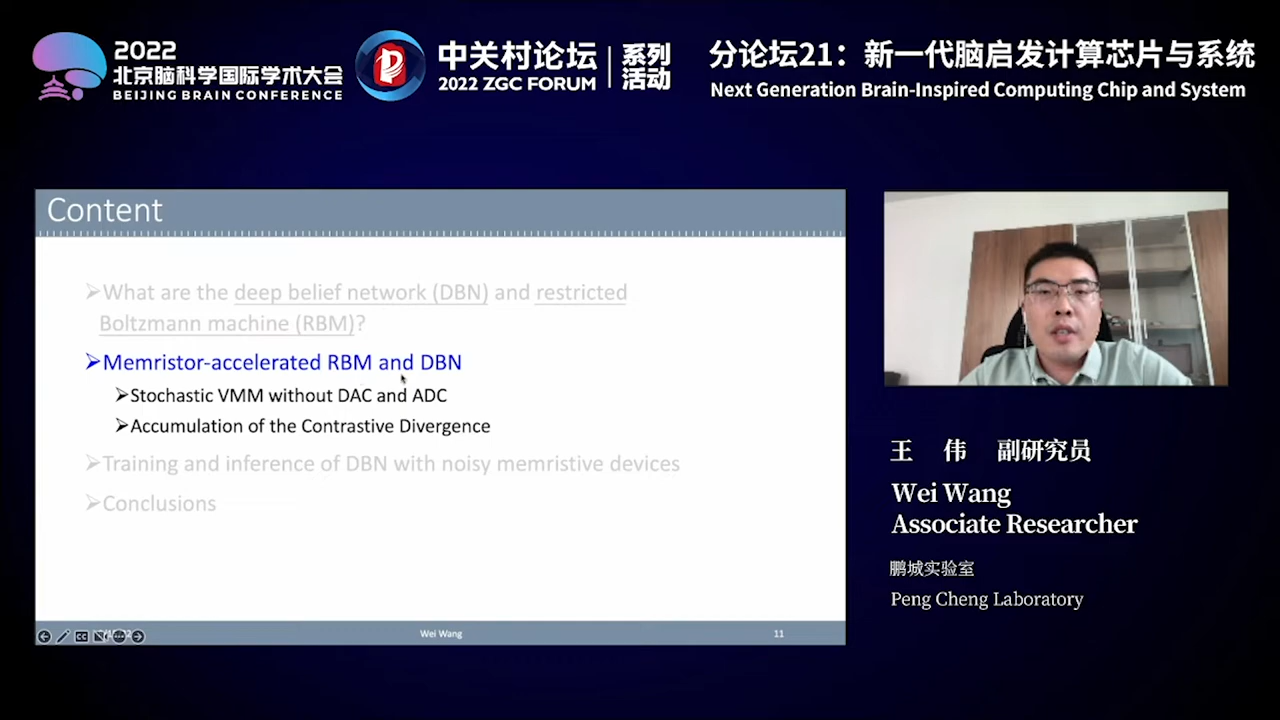 2022
北京脑科学国际学术大会
BEIJING BRAIN CONFERENCE
中关村论坛
2022 ZGC FORUM
系列
活动
分论坛21：新一代脑启发计算芯片与系统
Next Generation Brain-Inspired Computing Chip and System
Content
➢What are the deep belief network (DBN) and restricted
Boltzmann machine (RBM)?
➢Memristor-accelerated RBM and DBN
➢Stochastic VMM without DAC and ADC
➢Accumulation of the Contrastive Divergence
➢Training and inference of DBN with noisy memristive devices
➢Conclusions
Wei Wang
11
王 伟 副研究员
Wei Wang
Associate Researcher
鹏城实验室
Peng Cheng Laboratory